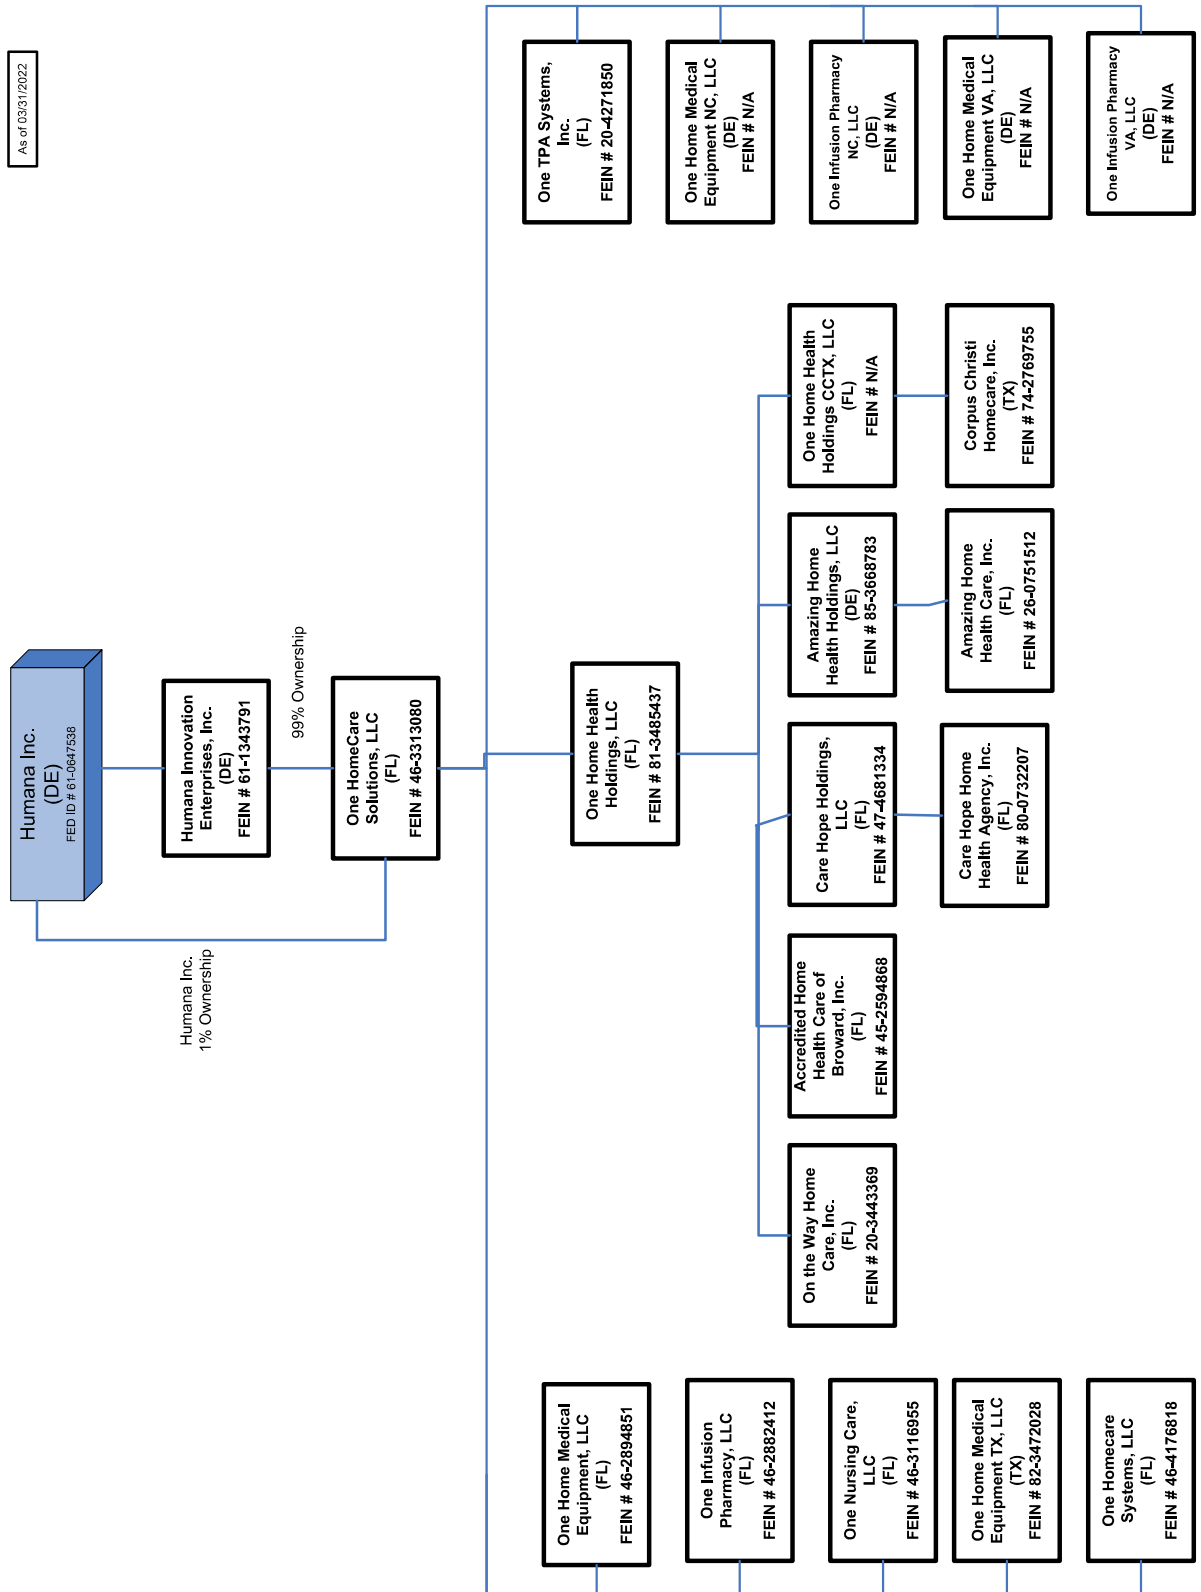 As of 03/31/2022
Humana Inc.
(DE)
FED ID # 61-0647538
Humana Innovation
Enterprises, Inc.
(DE)
FEIN # 61-1343791
Humana Inc.
1% Ownership
99% Ownership
One HomeCare
Solutions, LLC
(FL)
FEIN # 46-3313080
One Home Medical
Equipment, LLC
(FL)
FEIN # 46-2894851
One Infusion
Pharmacy, LLC
(FL)
FEIN # 46-2882412
One Nursing Care,
LLC
(FL)
FEIN # 46-3116955
One Home Medical
Equipment TX, LLC
(TX)
FEIN # 82-3472028
One Homecare
Systems, LLC
(FL)
FEIN # 46-4176818
One Home Health
Holdings, LLC
(FL)
FEIN # 81-3485437
On the Way Home
Care, Inc.
(FL)
FEIN # 20-3443369
Accredited Home
Health Care of
Broward, Inc.
(FL)
FEIN # 45-2594868
Care Hope Holdings,
LLC
(FL)
FEIN # 47-4681334
Care Hope Home
Health Agency, Inc.
(FL)
FEIN # 80-0732207
Amazing Home
Health Holdings, LLC
(DE)
FEIN # 85-3668783
Amazing Home
Health Care, Inc.
(FL)
FEIN # 26-0751512
One Home Health
Holdings CCTX, LLC
(FL)
FEIN # N/A
Corpus Christi
Homecare, Inc.
(TX)
FEIN # 74-2769755
One TPA Systems,
Inc.
(FL)
FEIN # 20-4271850
One Home Medical
Equipment NC, LLC
(DE)
FEIN # N/A
One Infusion Pharmacy
NC, LLC
(DE)
FEIN # N/A
One Home Medical
Equipment VA, LLC
(DE)
FEIN # N/A
One Infusion Pharmacy
VA, LLC
(DE)
FEIN # N/A